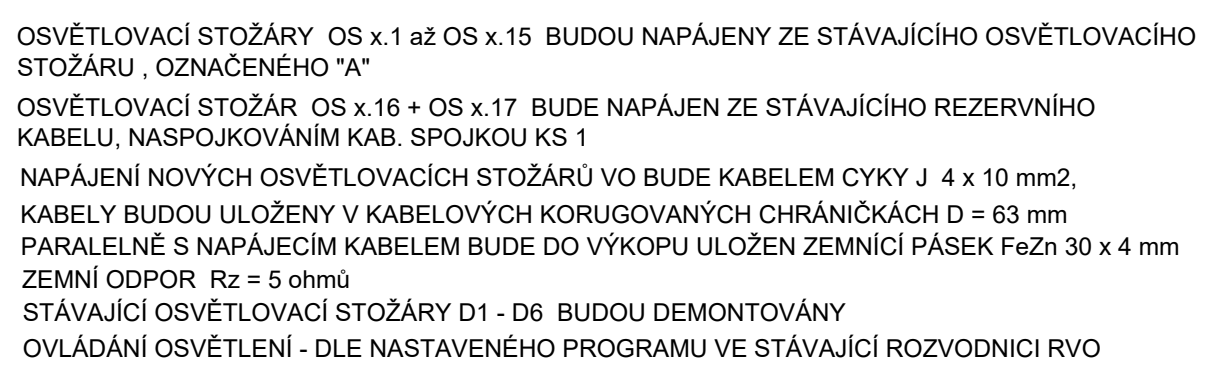 OSVĚTLOVACÍ STOŽÁRY OS x.1 až OS x.15 BUDOU NAPÁJENY ZE STÁVAJÍCÍHO OSVĚTLOVACÍHO
STOŽÁRU , OZNAČENÉHO "A"
OSVĚTLOVACÍ STOŽÁR OS x.16 + OS x.17 BUDE NAPÁJEN ZE STÁVAJÍCÍHO REZERVNÍHO
KABELU, NASPOJKOVÁNÍM KAB. SPOJKOU KS 1
NAPÁJENÍ NOVÝCH OSVĚTLOVACÍCH STOŽÁRŮ VO BUDE KABELEM CYKY J 4 x 10 mm2,
KABELY BUDOU ULOŽENY V KABELOVÝCH KORUGOVANÝCH CHRÁNIČKÁCH D = 63 mm
PARALELNĚ S NAPÁJECÍM KABELEM BUDE DO VÝKOPU ULOŽEN ZEMNÍCÍ PÁSEK FeZn 30 x 4 mm
ZEMNÍ ODPOR Rz = 5 ohmů
STÁVAJÍCÍ OSVĚTLOVACÍ STOŽÁRY D1 - D6 BUDOU DEMONTOVÁNY
OVLÁDÁNÍ OSVĚTLENÍ - DLE NASTAVENÉHO PROGRAMU VE STÁVAJÍCÍ ROZVODNICI RVO